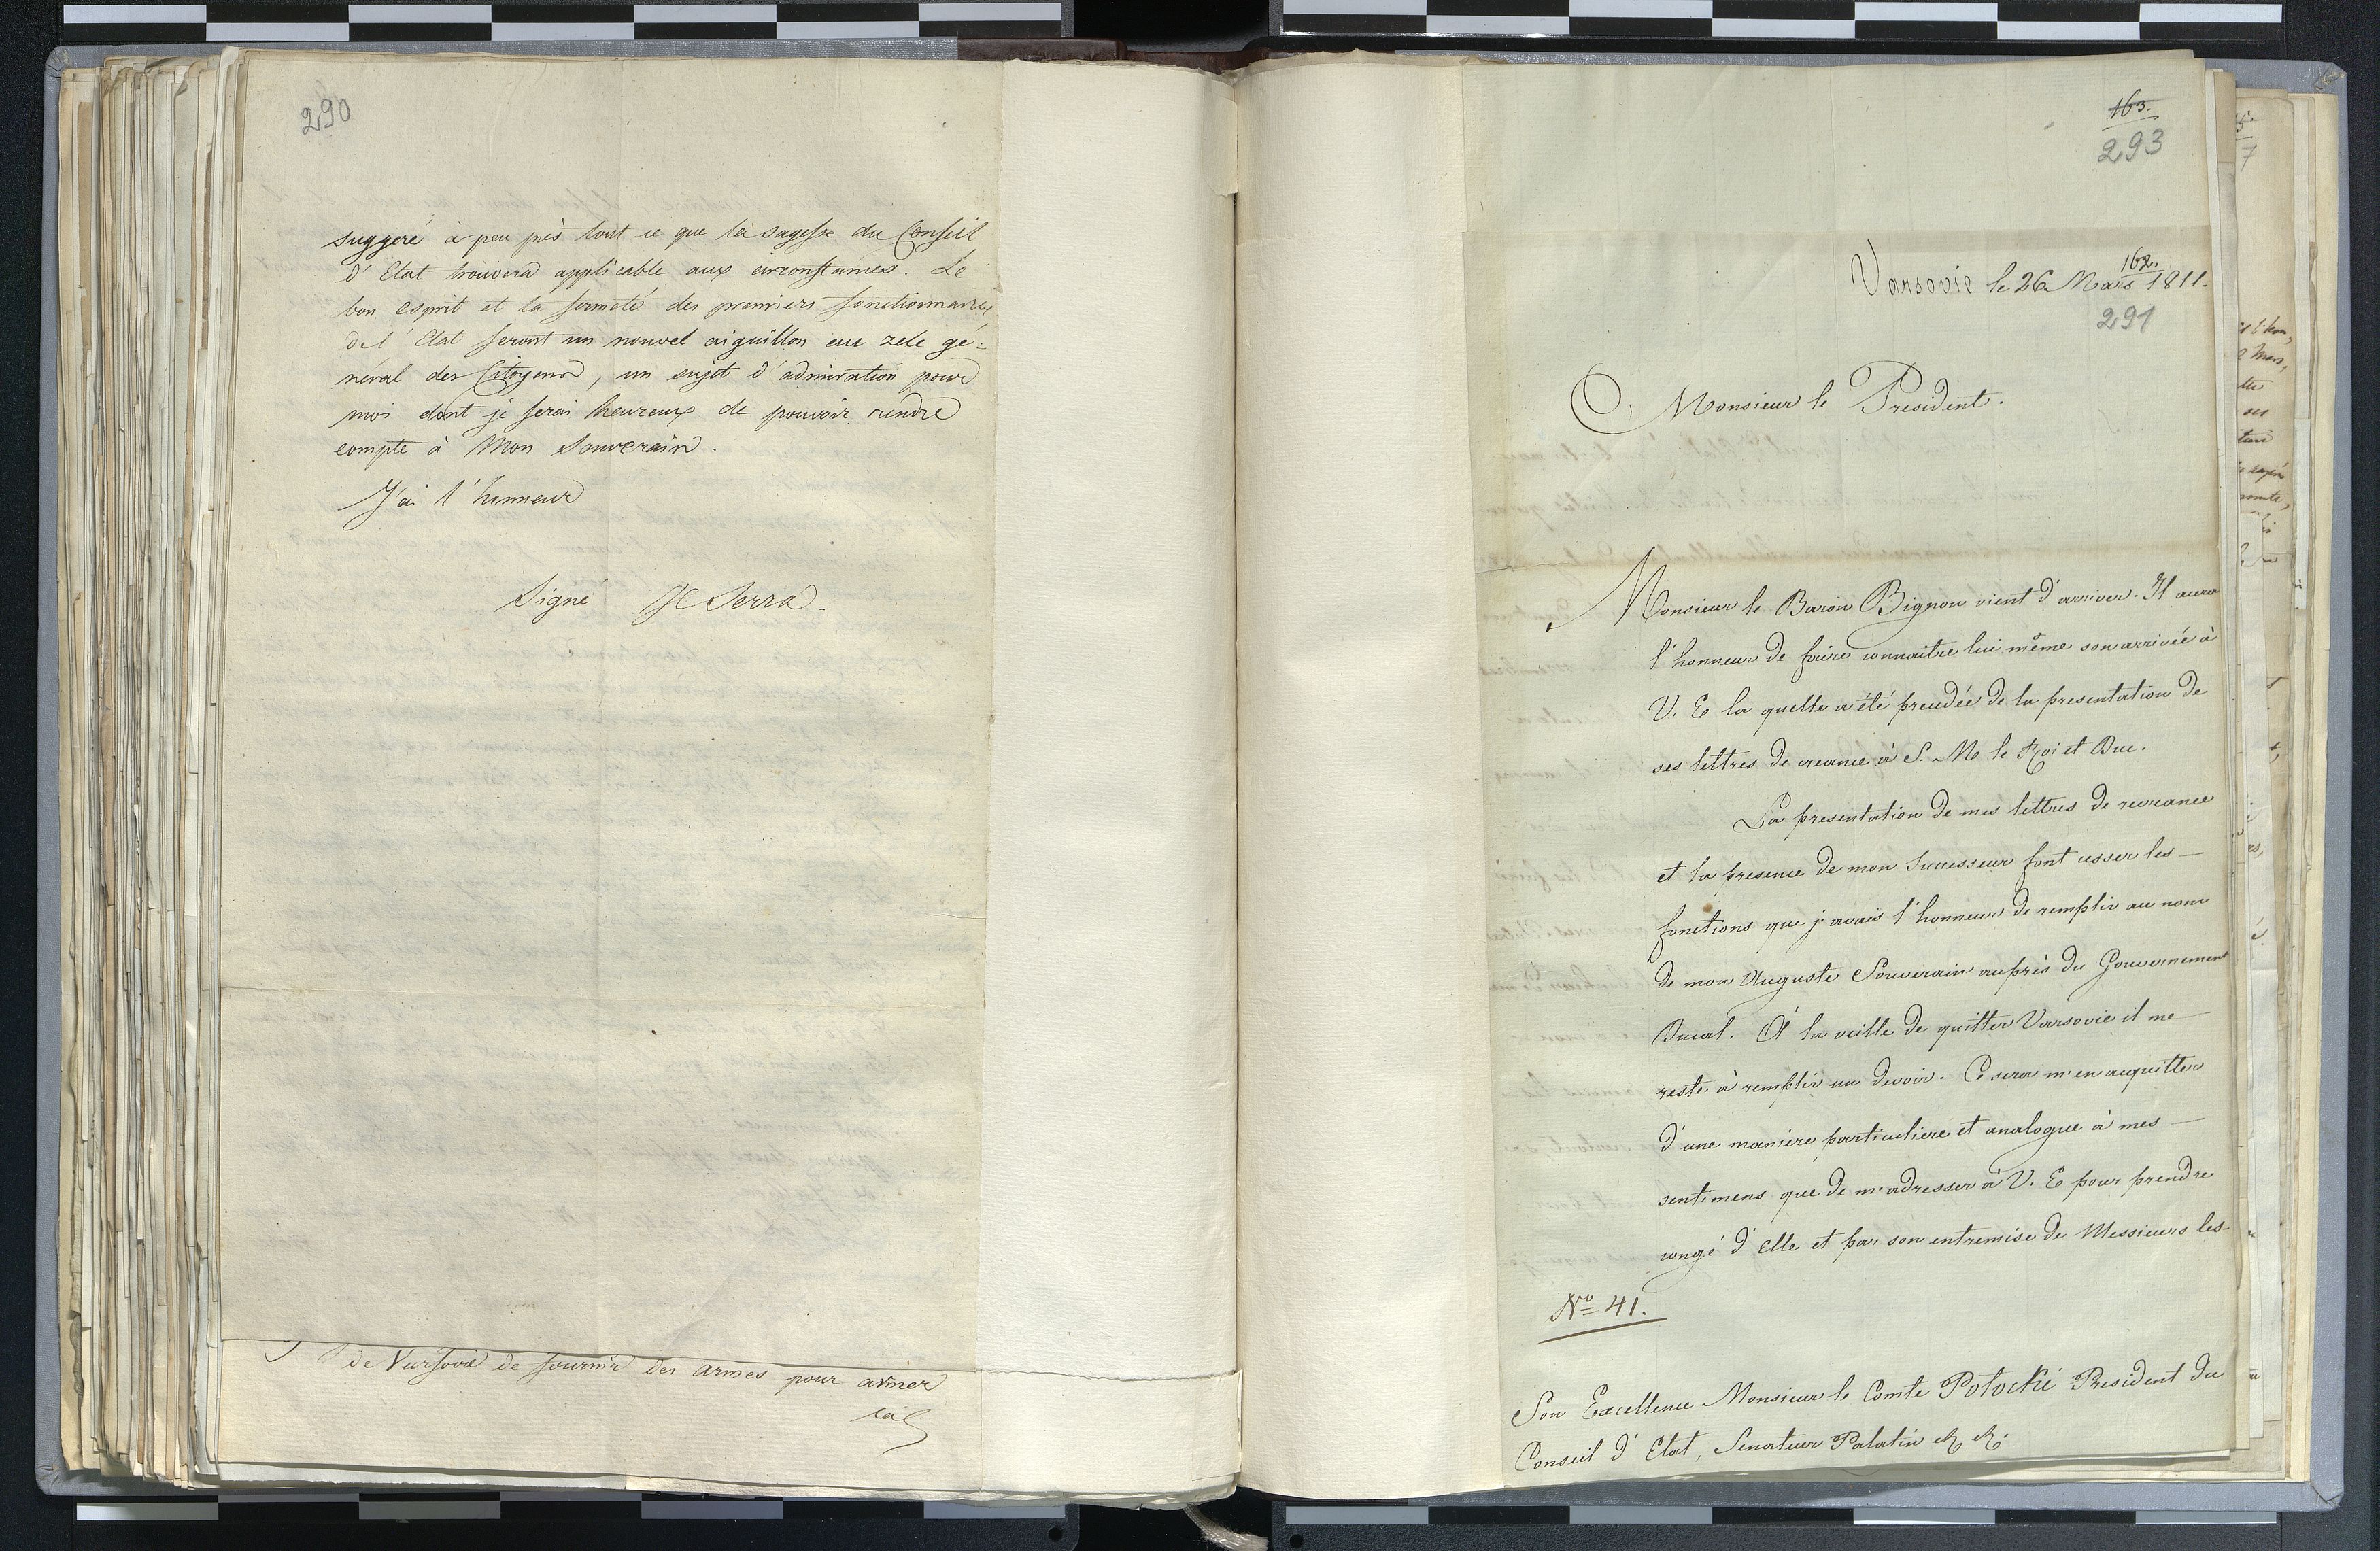 290
suggeré à peu près tout ce que la sagesse du Conseil
d'Etat trouvera applicable aux circonstances. Le
bon esprit et la fermeté des premiers fonctionnaires
de l'Etat seront un nouvel aiguillon au zele gé-
néral des Citoyens, un sujet d'admiration pour
moi dont je serai heureux de pouvoir rendre
compte à Mon Souverain.
J'ai l'honneur
Signé JC Serra.
de Varsovie de fournir des armes pour armer
la
163.
293
162.
Varsovie le 26 Mars 1811.
291
Monsieur le President.
Monsieur le Baron Bignon vient d'arriver. Il aura
l'honneur de faire connaitre lui même son arrivée à
V. E la quelle a été precédée de la presentation de
ses lettres de creance à S. M le Roi et Duc.
La presentation de mes lettres de recreance
et la presence de mon Successeur font cesser les
fonctions que j'avais l'honneur de remplir au nom
de mon Auguste Souverain auprès du Gouvernement
Ducal. A la veille de quitter Varsovie il me
reste à remplir un devoir. Ce sera m'en acquitter
d'une maniere particuliere et analogue à mes
sentimens que de m'adresser à V. E pour prendre
congé d'Elle et par son entremise de Messieurs les
No 41.
Son Excellence Monsieur le Comte Potocki President du
Conseil d'Etat, Senateur Palatin &c &c.